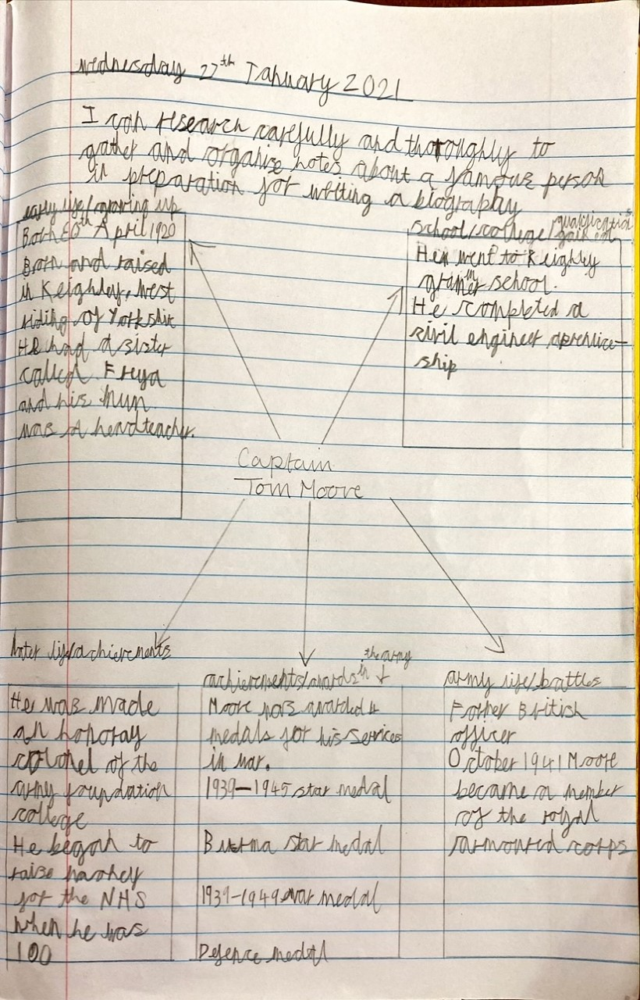 Wednesday 27th January 2021
I can research carefully and thoroughly to
gather and organise notes about a famous person
in preparation for writing a biography
early life/growing up
Born 30th April 1920
Born and raised
in Keighley, West
riding of Yorkshire
He had a sister
called Freya
and his Mum
was a headteacher.
school/college/qualifications
gained
He went to Keighley
gramer school.
He completed a
civil engineer aprentice-
ship
Captain
Tom Moore
later life/achievements
He was made
an honoray
colonel of the
army foundation
college
He began to
raise money
for the NHS
when he was
100
achievements/awards in the army
Moore was awarded 4
medals for his services
in war.
1939-1945 star medal
Burma star medal
1939-1949 war medal
Defence medal
army life/battles
Former British
officer
October 1941 Moore
became a member
of the royal
armoured corps